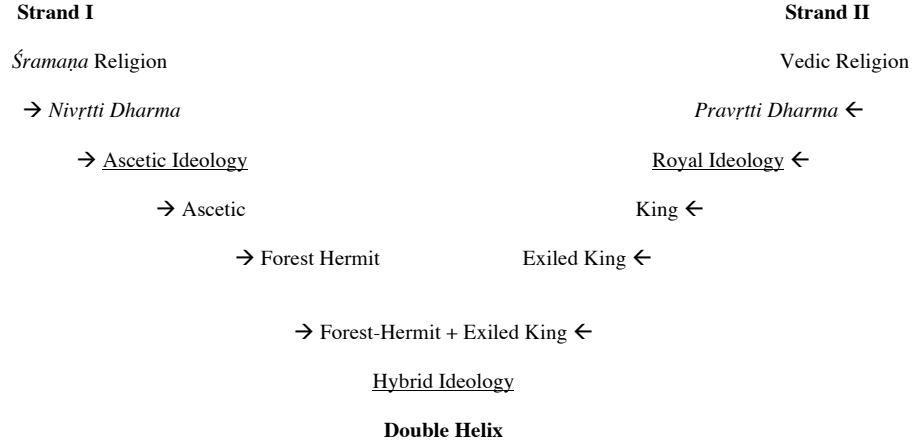 Strand I Strand II
Śramaṇa Religion Vedic Religion
→ Nivṛtti Dharma Pravṛtti Dharma ←
→ Ascetic Ideology Royal Ideology ←
→ Ascetic King ←
→ Forest Hermit Exiled King ←
→ Forest-Hermit + Exiled King ←
Hybrid Ideology
Double Helix